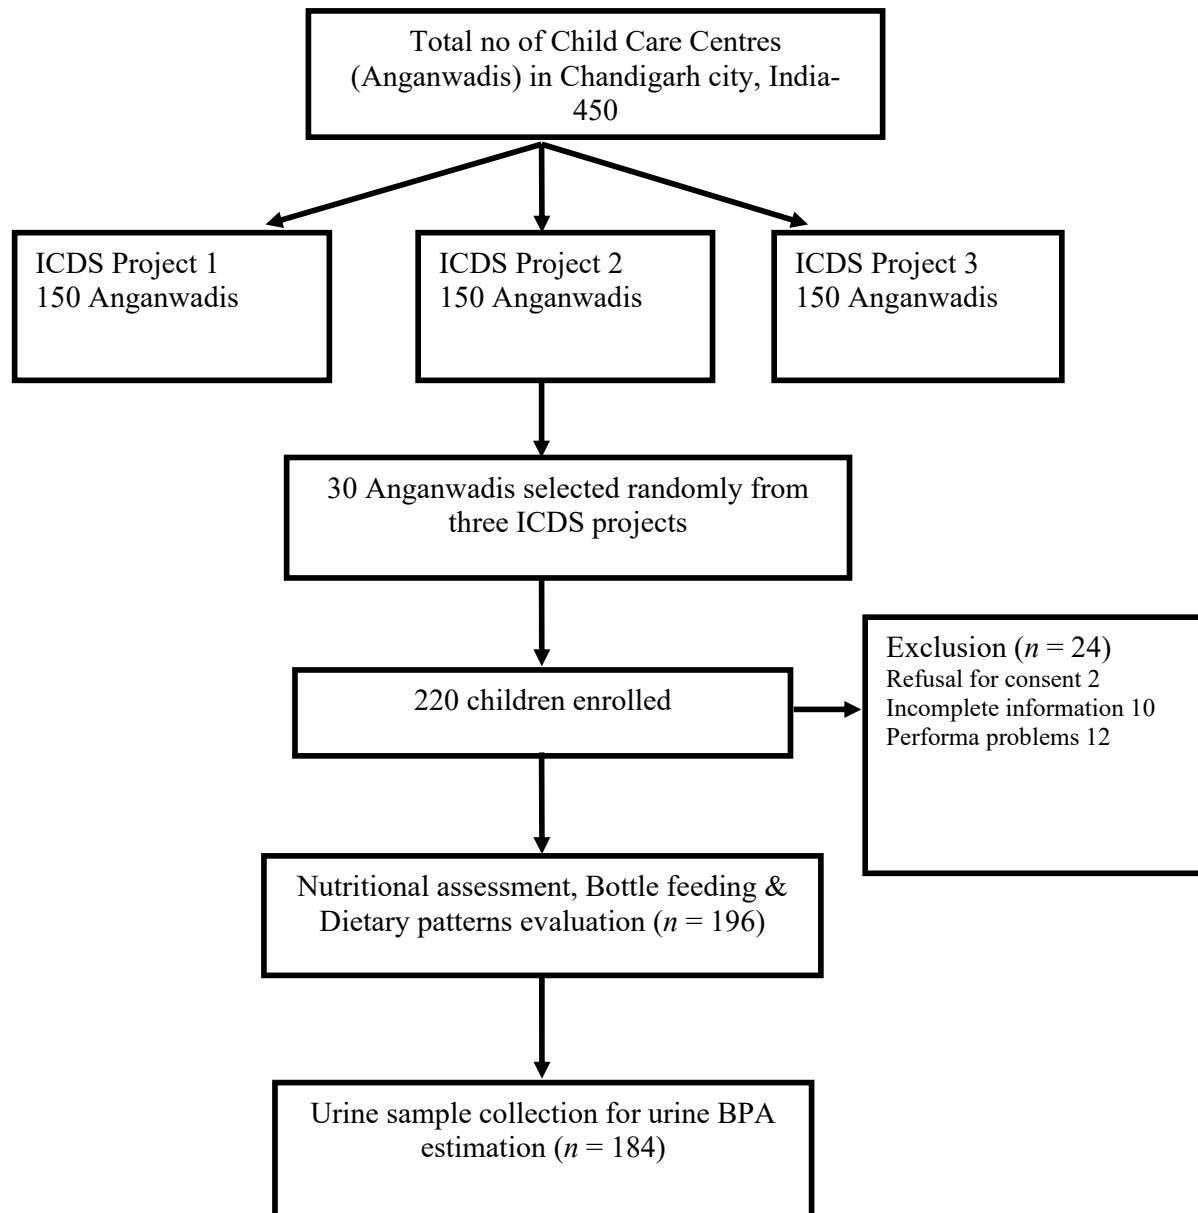 Total no of Child Care Centres
(Anganwadis) in Chandigarh city, India-
450
ICDS Project 1
150 Anganwadis
ICDS Project 2
150 Anganwadis
ICDS Project 3
150 Anganwadis
30 Anganwadis selected randomly from
three ICDS projects
220 children enrolled
Exclusion (n = 24)
Refusal for consent 2
Incomplete information 10
Performa problems 12
Nutritional assessment, Bottle feeding &
Dietary patterns evaluation (n = 196)
Urine sample collection for urine BPA
estimation (n = 184)